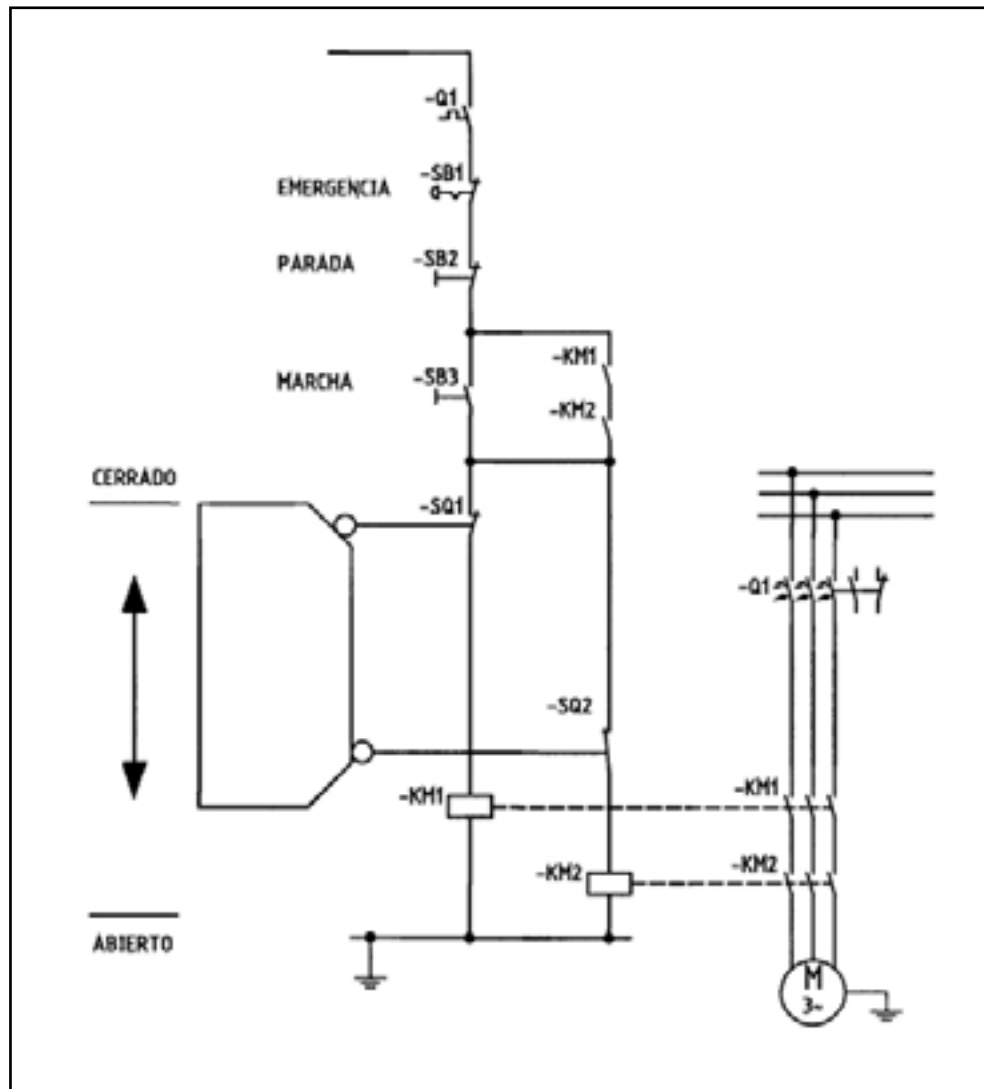 -Q1
EMERGENCIA -SB1
PARADA -SB2
-KM1
MARCHA -SB3
-KM2
CERRADO
-SQ1
-Q1
-SQ2
-KM1 -KM1
-KM2 -KM2
ABIERTO
M
3~